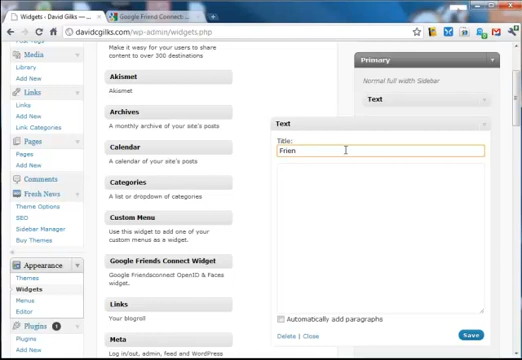 Widgets ‹ David Gilks —...
Google Friend Connect:
davidcgilks.com/wp-admin/widgets.php
Media
Library
Add New
Links
Links
Add New
Link Categories
Pages
Pages
Add New
Comments
Fresh News
Theme Options
SEO
Sidebar Manager
Buy Themes
Appearance
Themes
Widgets
Menus
Editor
Plugins 1
Plugins
Add New
Make it easy for your users to share
content to over 300 destinations
Akismet
Akismet
Archives
A monthly archive of your site's posts
Calendar
A calendar of your site's posts
Categories
A list or dropdown of categories
Custom Menu
Use this widget to add one of your
custom menus as a widget.
Google Friends Connect Widget
Google Friendsconnect OpenID & Faces
widget.
Links
Your blogroll
Meta
Log in/out, admin, feed and WordPress
Primary
Normal full width Sidebar
Text
Text
Title:
Frien
Automatically add paragraphs
Delete | Close
Save